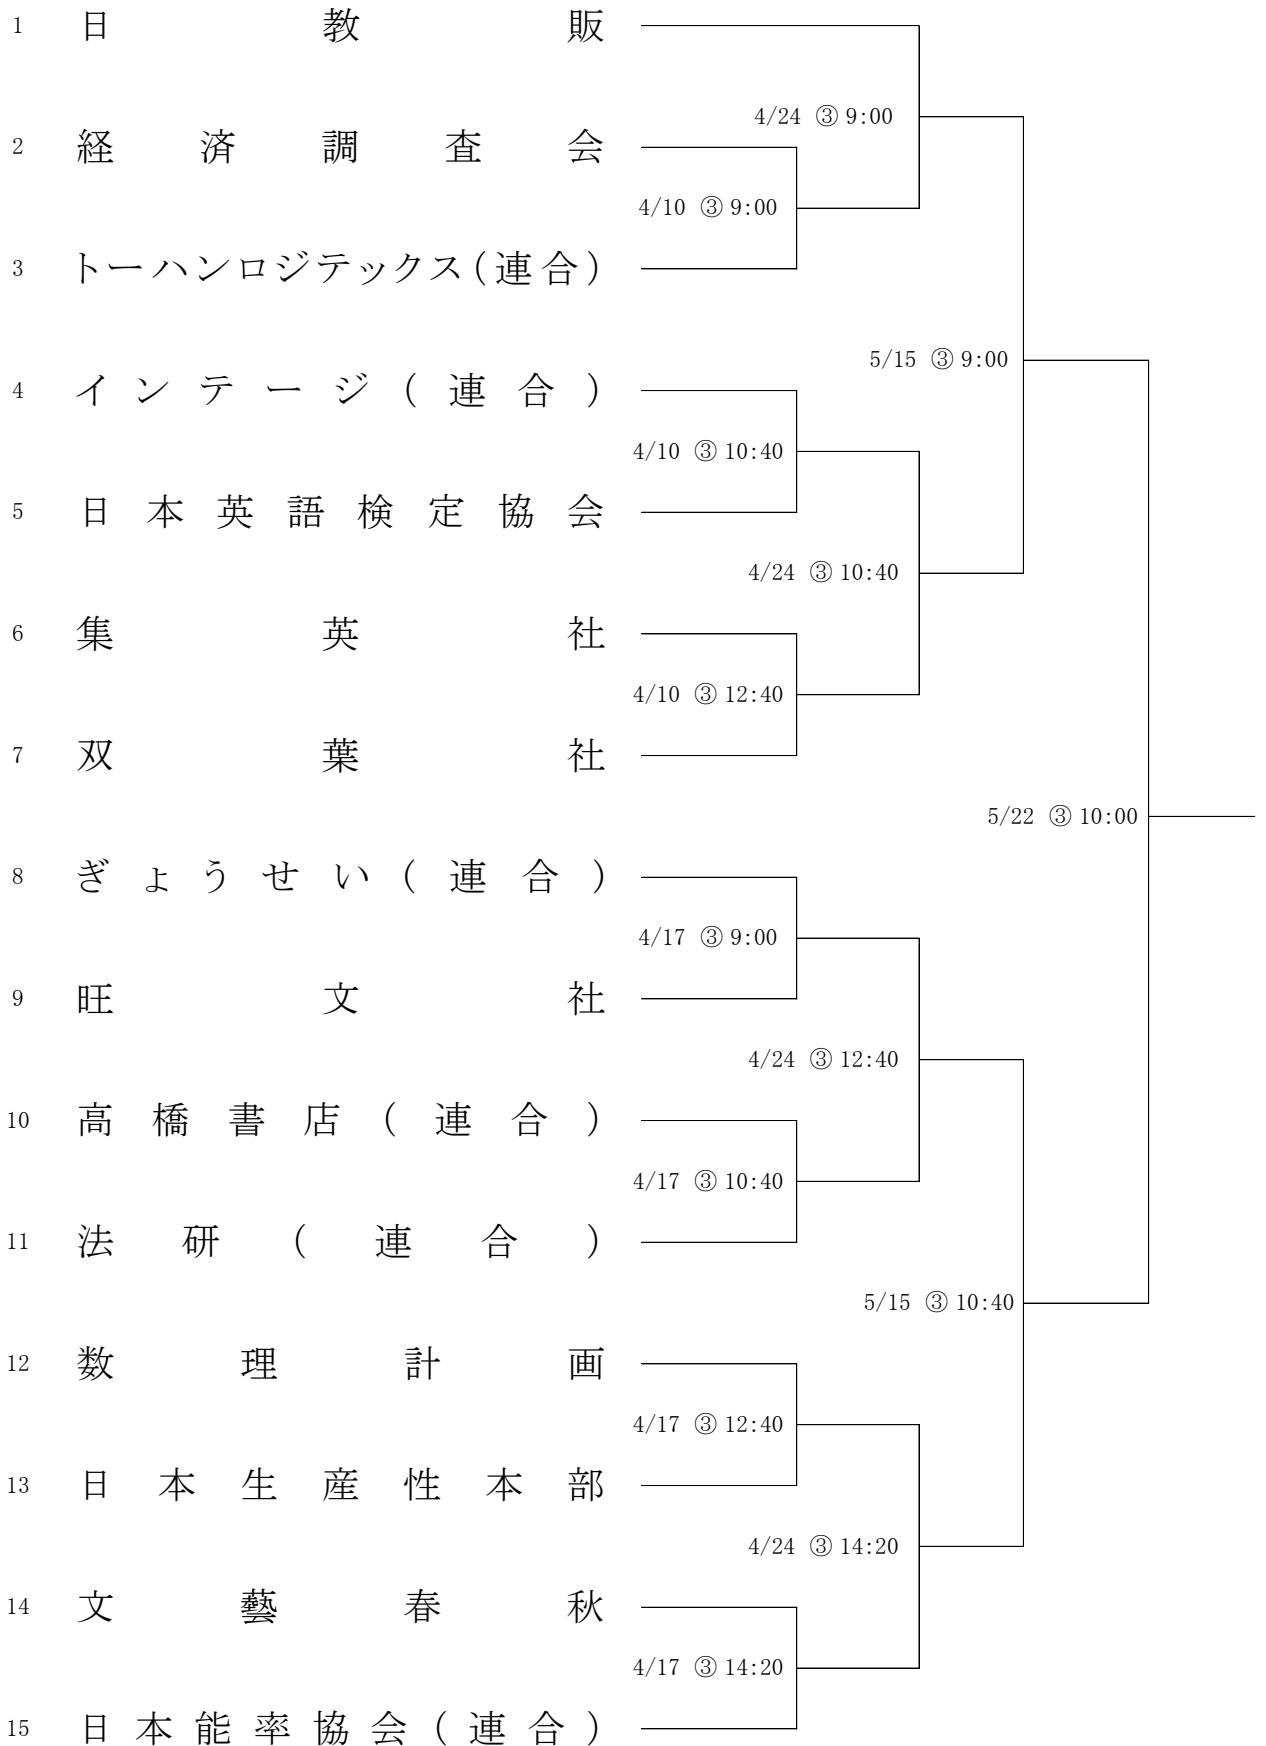 1 日教販
4/24 ③ 9:00
2 経済調査会
4/10 ③ 9:00
3 トーハンロジテックス(連合)
5/15 ③ 9:00
4 インテージ(連合)
4/10 ③ 10:40
5 日本英語検定協会
4/24 ③ 10:40
6 集英社
4/10 ③ 12:40
7 双葉社
5/22 ③ 10:00
8 ぎょうせい(連合)
4/17 ③ 9:00
9 旺文社
4/24 ③ 12:40
10 高橋書店(連合)
4/17 ③ 10:40
11 法研(連合)
5/15 ③ 10:40
12 数理計画
4/17 ③ 12:40
13 日本生産性本部
4/24 ③ 14:20
14 文藝春秋
4/17 ③ 14:20
15 日本能率協会(連合)